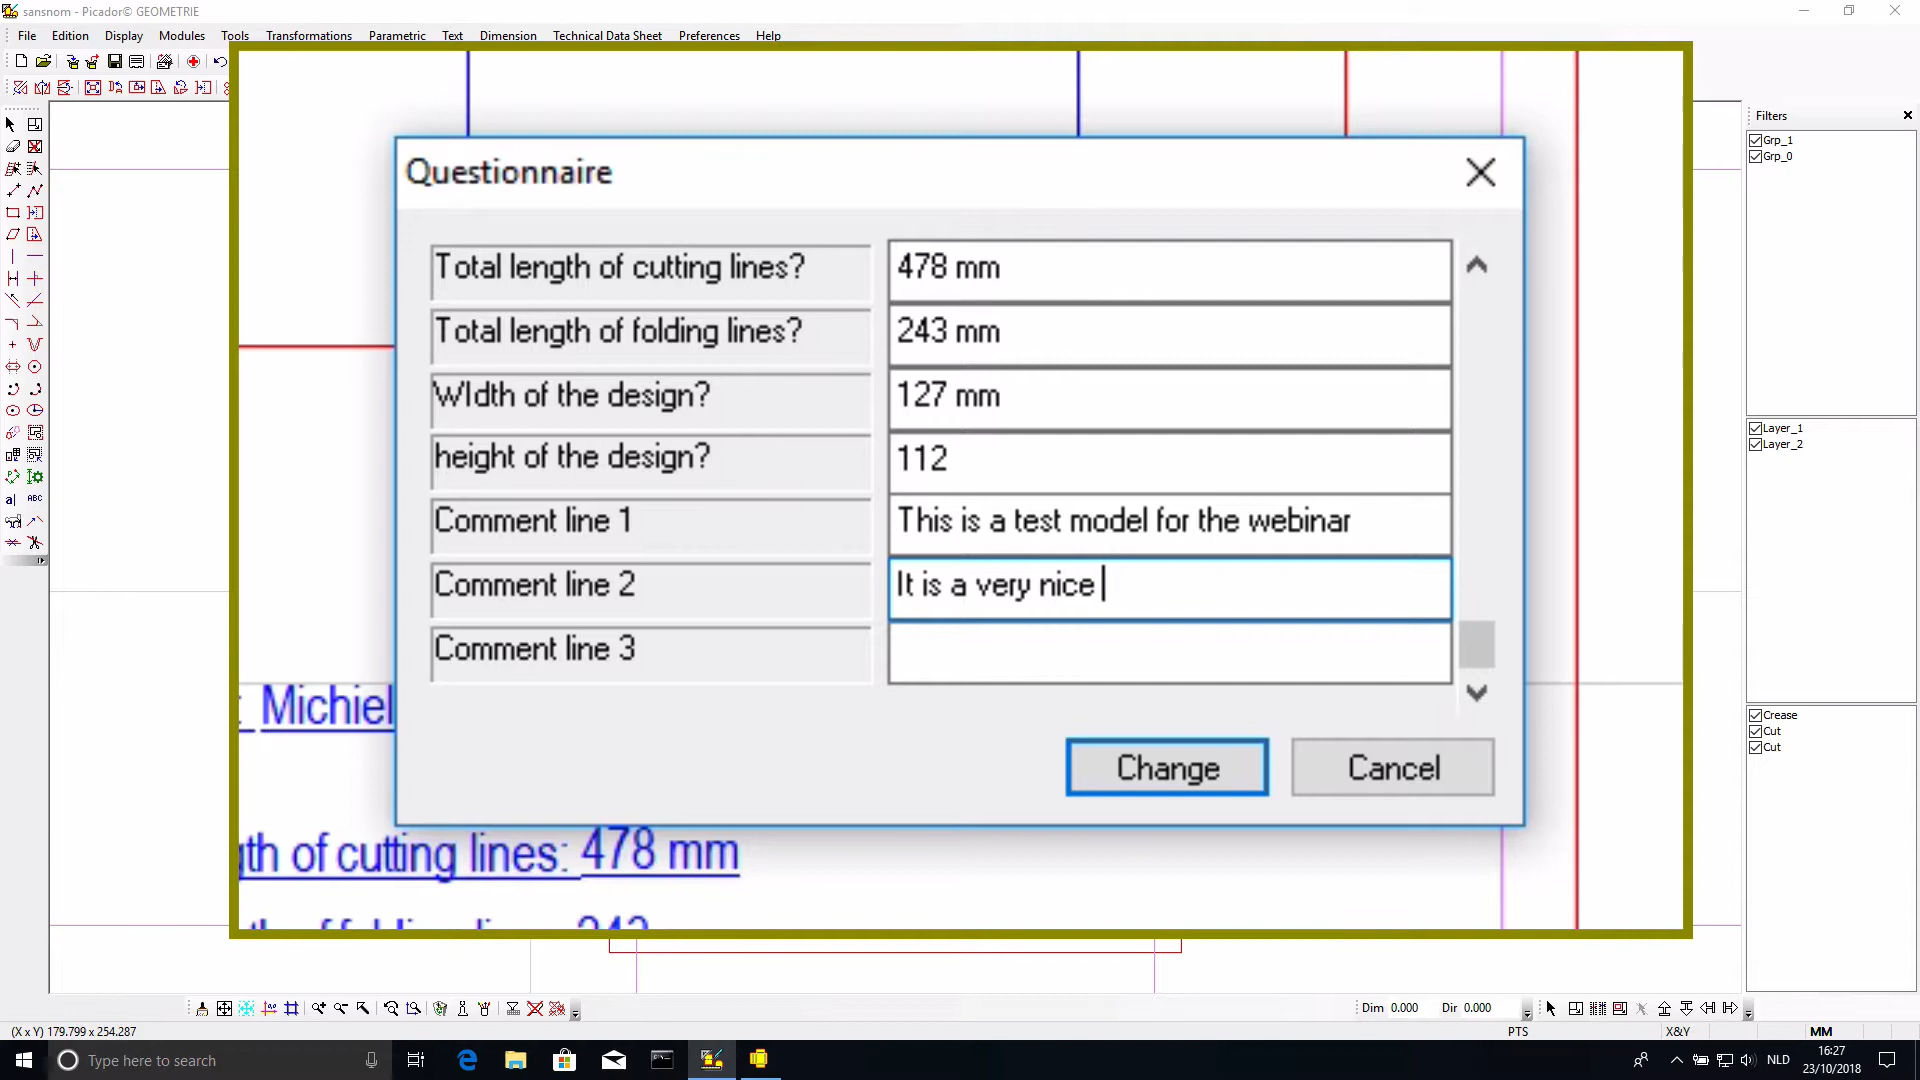 sansnom - Picador© GEOMETRIE
File Edition Display Modules Tools Transformations Parametric Text Dimension Technical Data Sheet Preferences Help
Filters
Grp_1
Grp_0
Questionnaire
Total length of cutting lines? 478 mm
Total length of folding lines? 243 mm
WIdth of the design? 127 mm
height of the design? 112
Comment line 1 This is a test model for the webinar
Comment line 2 It is a very nice
Comment line 3
Change Cancel
Layer_1
Layer_2
: Michiel
gth of cutting lines: 478 mm
Crease
Cut
Cut
a| ABC
Dim 0.000 Dir 0.000
(X x Y) 179.799 x 254.287 PTS X&Y MM
Type here to search NLD 16:27
23/10/2018